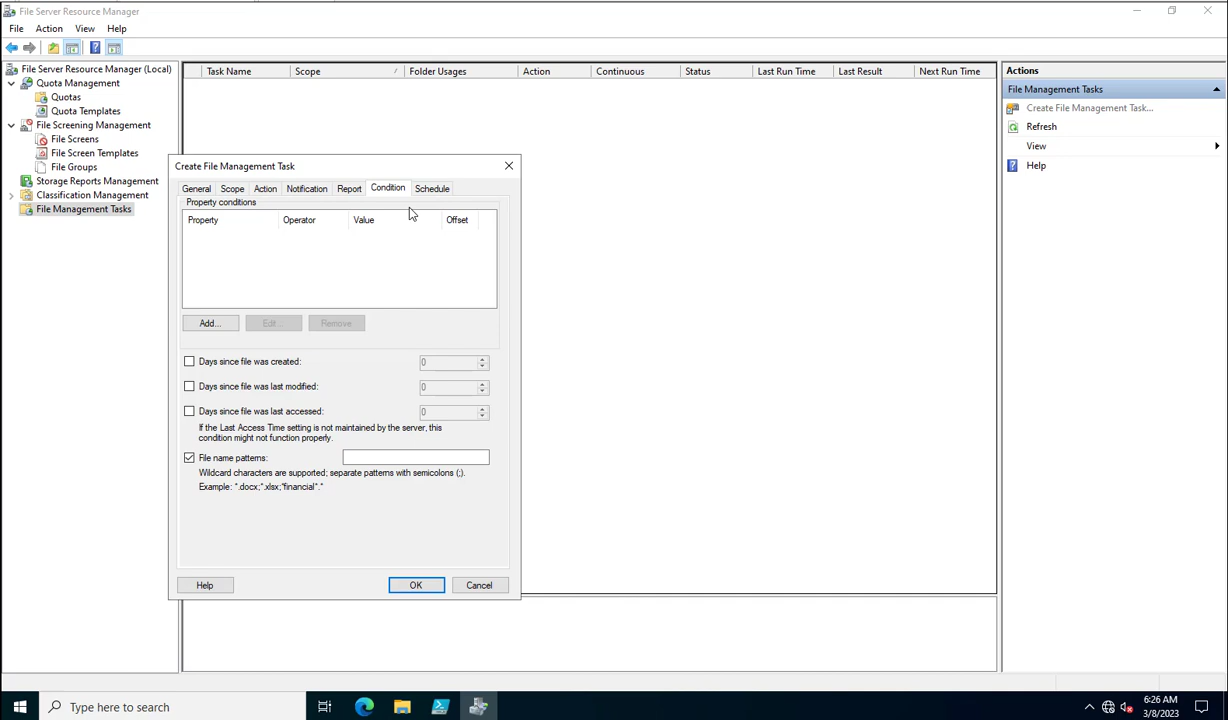 File Server Resource Manager
File Action View Help
File Server Resource Manager (Local)
Quota Management
Quotas
Quota Templates
File Screening Management
File Screens
File Screen Templates
File Groups
Storage Reports Management
Classification Management
File Management Tasks
Task Name Scope / Folder Usages Action Continuous Status Last Run Time Last Result Next Run Time
Actions
File Management Tasks
Create File Management Task...
Refresh
View
Help
Create File Management Task
General Scope Action Notification Report Condition Schedule
Property conditions
Property Operator Value Offset
Add... Edit... Remove
Days since file was created: 0
Days since file was last modified: 0
Days since file was last accessed: 0
If the Last Access Time setting is not maintained by the server, this
condition might not function properly.
File name patterns:
Wildcard characters are supported; separate patterns with semicolons (;).
Example: *.docx;*.xlsx;*financial*.*
Help OK Cancel
Type here to search
6:26 AM
3/8/2023